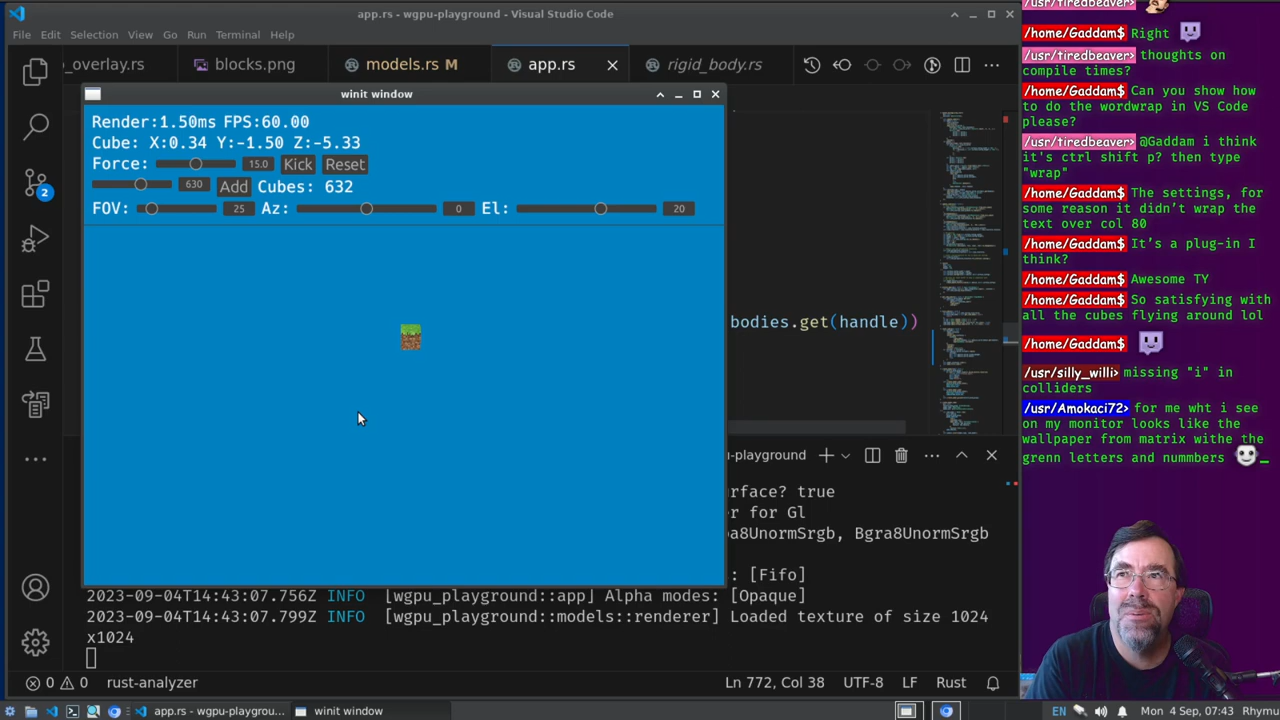 app.rs - wgpu-playground - Visual Studio Code
File Edit Selection View Go Run Terminal Help
_overlay.rs blocks.png models.rs M app.rs rigid_body.rs
winit window
Render:1.50ms FPS:60.00
Cube: X:0.34 Y:-1.50 Z:-5.33
Force: 15.0 Kick Reset
630 Add Cubes: 632
FOV: 25 Az: 0 El: 20
bodies.get(handle))
-playground
urface? true
er for Gl
a8UnormSrgb, Bgra8UnormSrgb
: [Fifo]
2023-09-04T14:43:07.756Z INFO [wgpu_playground::app] Alpha modes: [Opaque]
2023-09-04T14:43:07.799Z INFO [wgpu_playground::models::renderer] Loaded texture of size 1024
x1024
2
0 0 rust-analyzer Ln 772, Col 38 UTF-8 LF Rust
app.rs - wgpu-playgrou... winit window EN Mon 4 Sep, 07:43 Rhymu
/usr/tiredbeaver>
/home/Gaddam$ Right
/usr/tiredbeaver> thoughts on
compile times?
/home/Gaddam$ Can you show how
to do the wordwrap in VS Code
please?
/usr/tiredbeaver> @Gaddam i think
it's ctrl shift p? then type
"wrap"
/home/Gaddam$ The settings, for
some reason it didn't wrap the
text over col 80
/home/Gaddam$ It's a plug-in I
think?
/home/Gaddam$ Awesome TY
/home/Gaddam$ So satisfying with
all the cubes flying around lol
/home/Gaddam$
/usr/silly_willi> missing "i" in
colliders
/usr/Amokaci72> for me wht i see
on my monitor looks like the
wallpaper from matrix withe the
grenn letters and nummbers